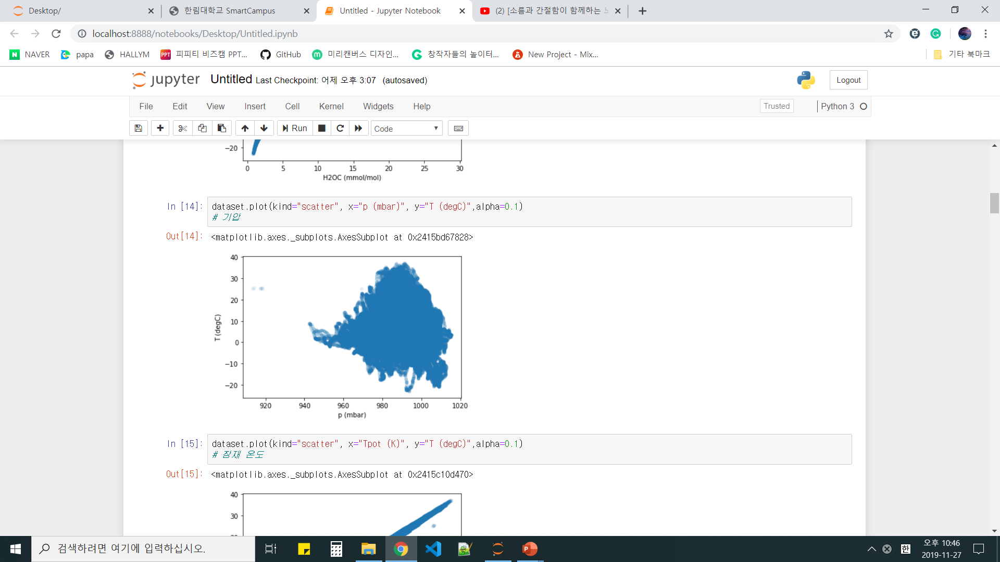 Desktop/
한림대학교 SmartCampus
Untitled - Jupyter Notebook
(2) [소름과 간절함이 함께하는 노
localhost:8888/notebooks/Desktop/Untitled.ipynb
NAVER
papa
HALLYM
피피티 비즈캠 PPT...
GitHub
미리캔버스 디자인...
창작자들의 놀이터...
New Project - Mix...
기타 북마크
jupyter Untitled Last Checkpoint: 어제 오후 3:07 (autosaved)
Logout
File Edit View Insert Cell Kernel Widgets Help
Trusted
Python 3
Run
Code
−20
0 5 10 15 20 25 30
H2OC (mmol/mol)
In [14]: dataset.plot(kind="scatter", x="p (mbar)", y="T (degC)",alpha=0.1)
# 기압
Out[14]: <matplotlib.axes._subplots.AxesSubplot at 0x2415bd67828>
40
30
20
10
0
−10
−20
T (degC)
920 940 960 980 1000 1020
p (mbar)
In [15]: dataset.plot(kind="scatter", x="Tpot (K)", y="T (degC)",alpha=0.1)
# 잠재 온도
Out[15]: <matplotlib.axes._subplots.AxesSubplot at 0x2415c10d470>
40
30
검색하려면 여기에 입력하십시오.
한
오후 10:46
2019-11-27